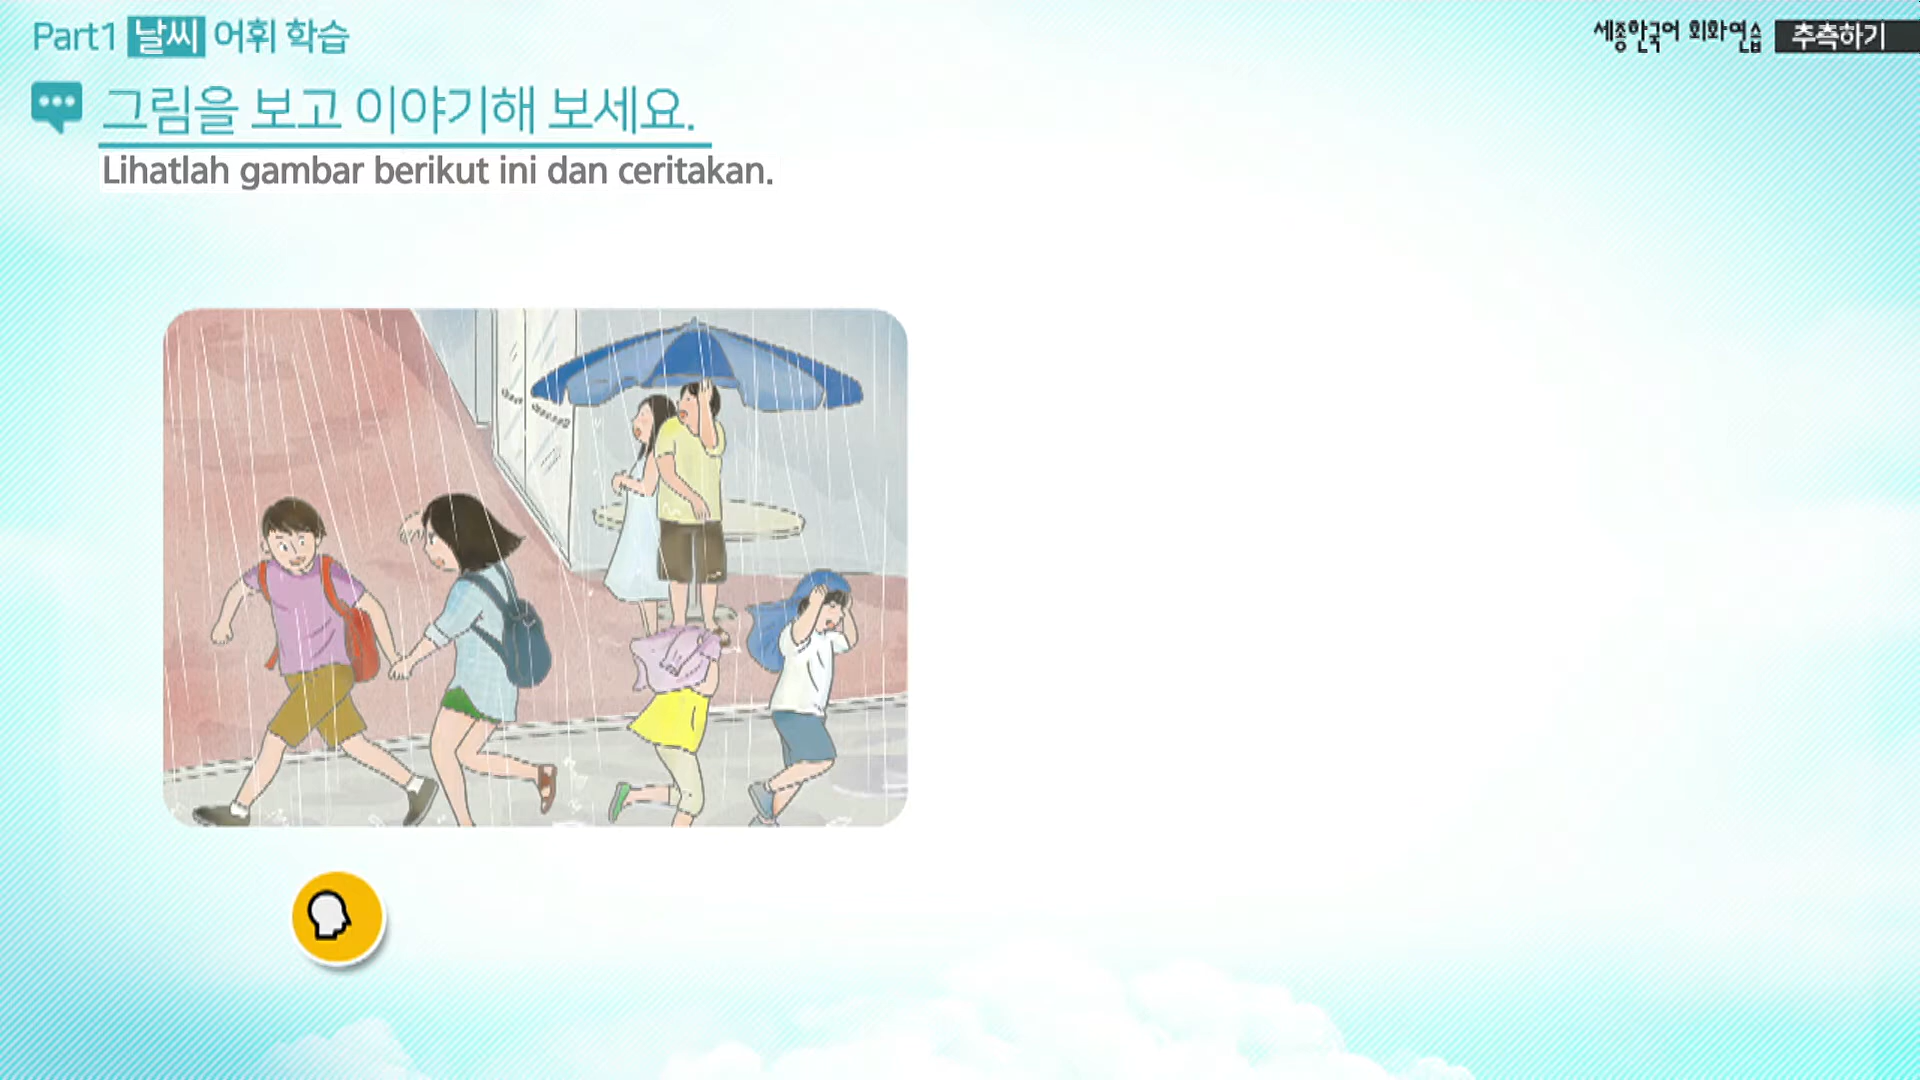 Part1 날씨 어휘 학습
세종한국어 회화연습 추측하기
그림을 보고 이야기해 보세요.
Lihatlah gambar berikut ini dan ceritakan.